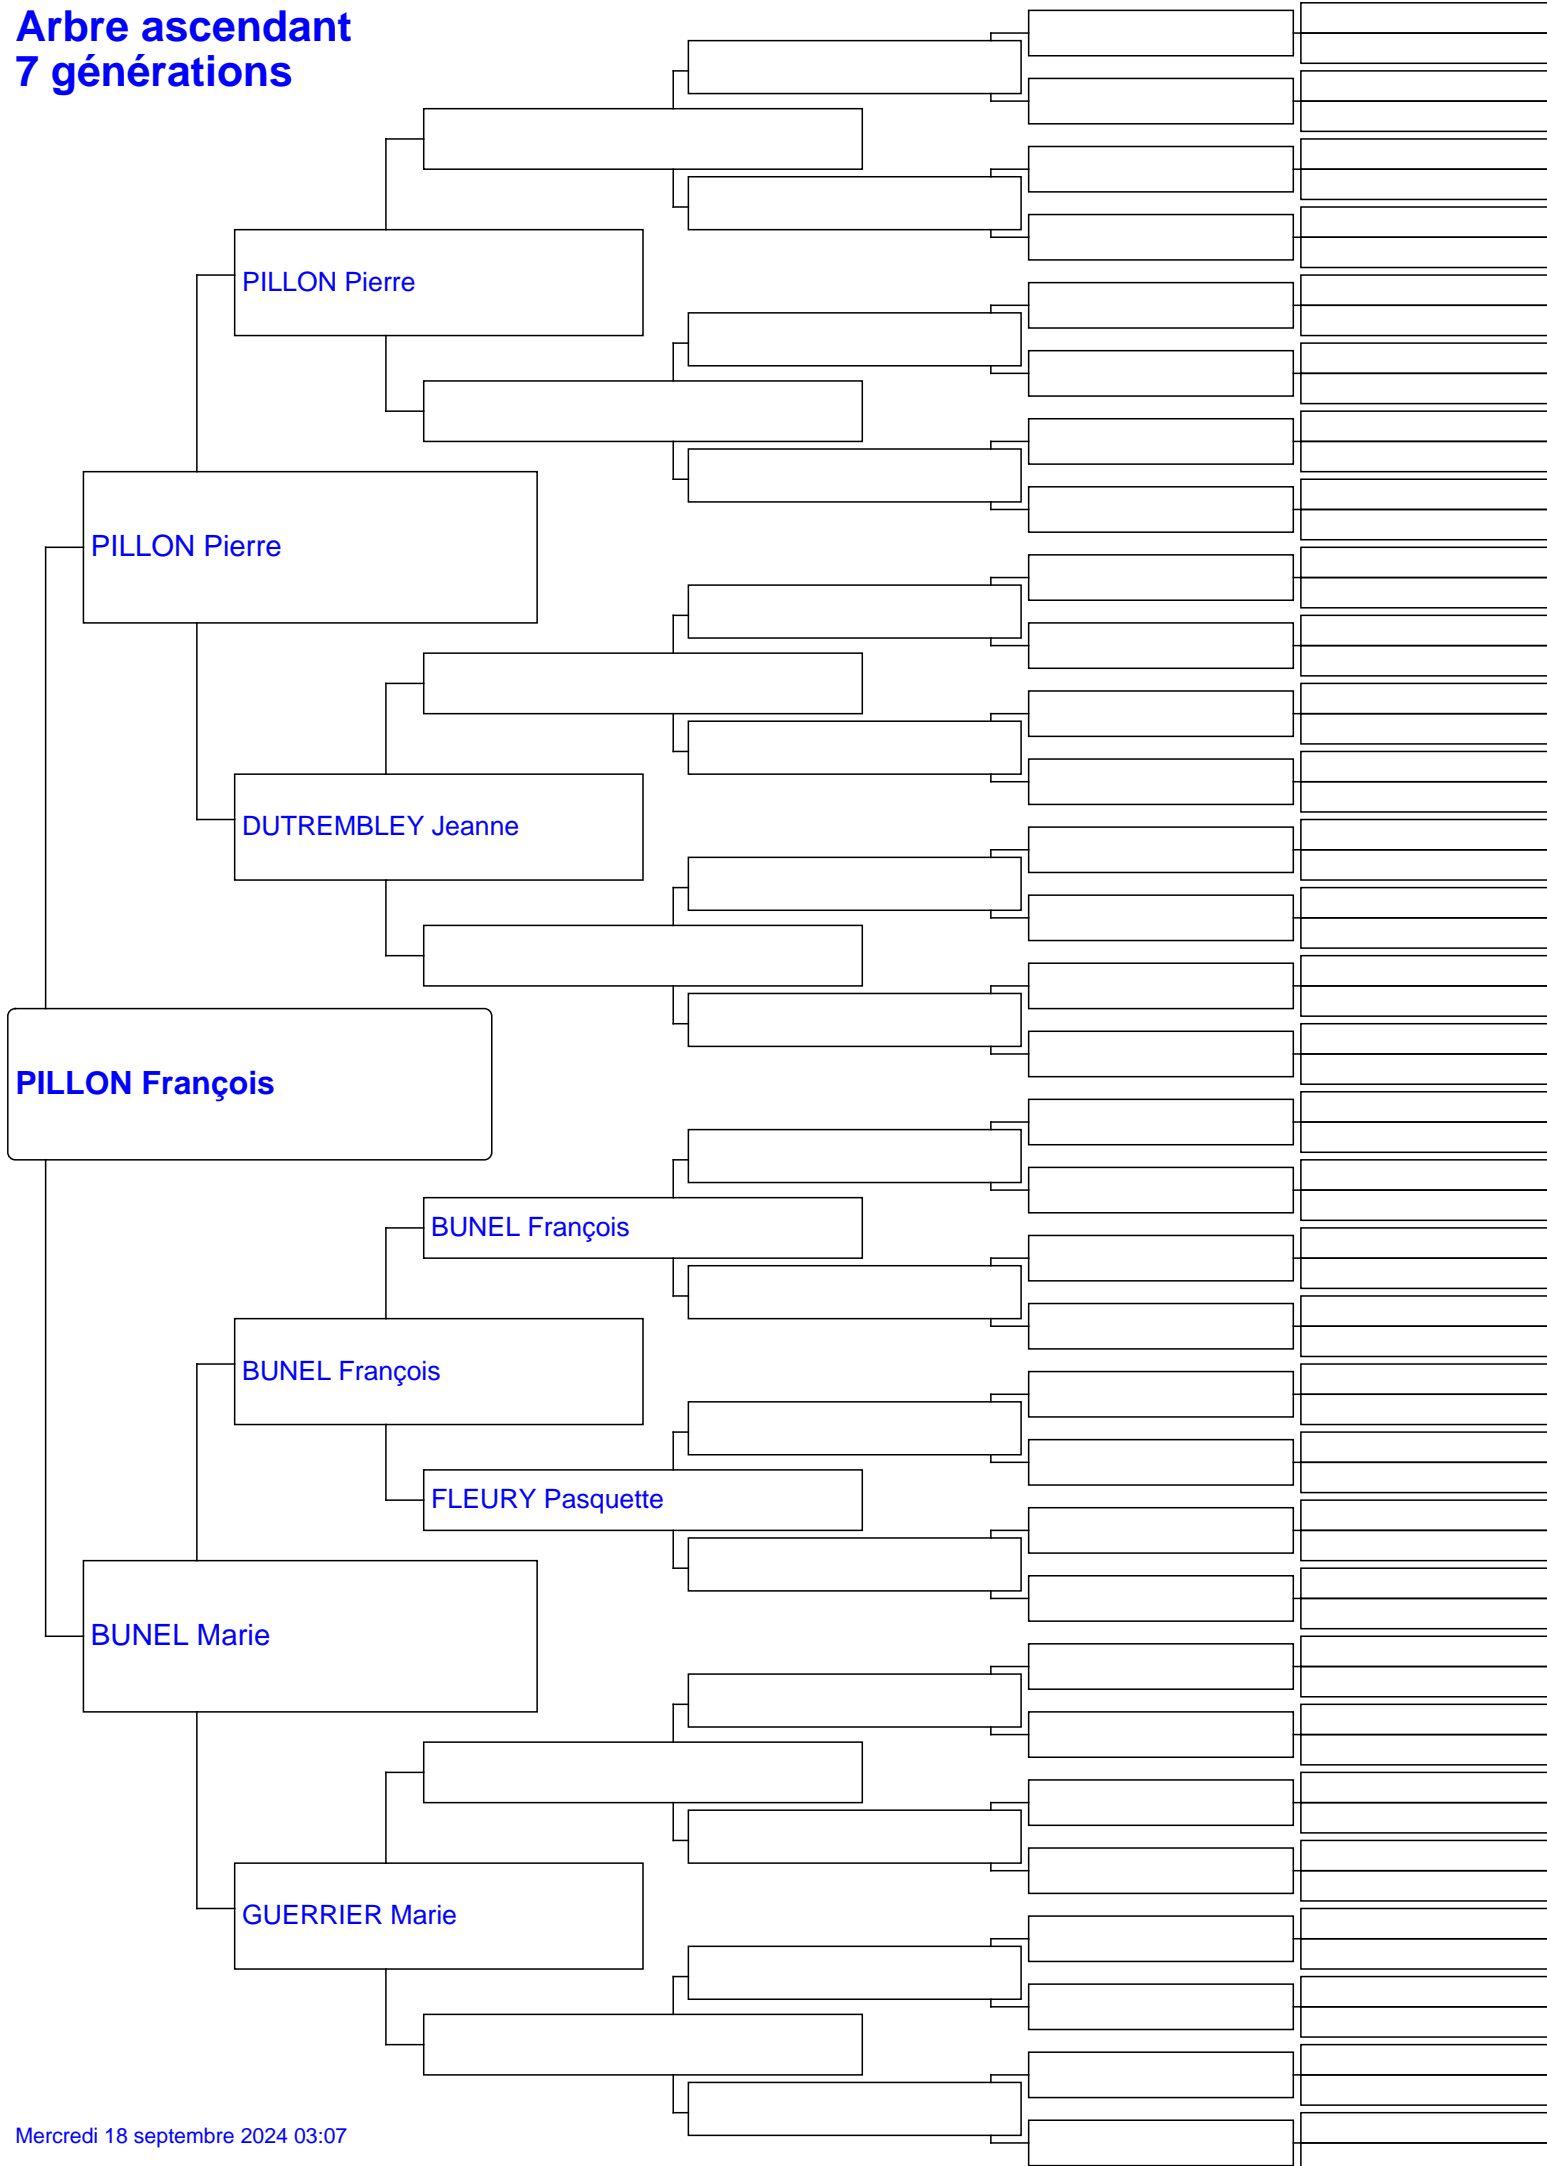 Arbre ascendant
7 générations
PILLON Pierre
PILLON Pierre
DUTREMBLEY Jeanne
PILLON François
BUNEL François
BUNEL François
FLEURY Pasquette
BUNEL Marie
GUERRIER Marie
Mercredi 18 septembre 2024 03:07